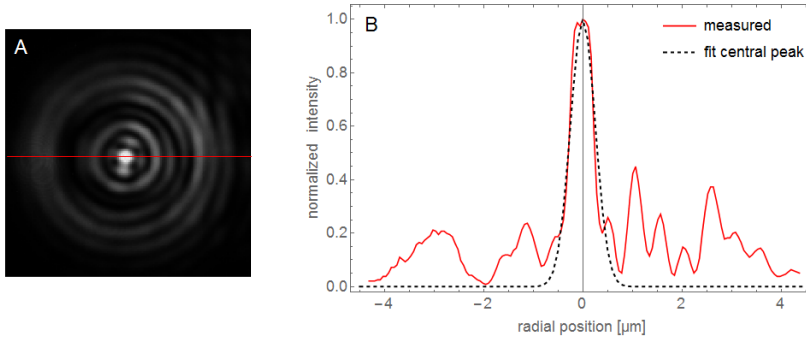 A
B
measured
fit central peak
normalized intensity
1.0
0.8
0.6
0.4
0.2
0.0
−4
−2
0
2
4
radial position [µm]